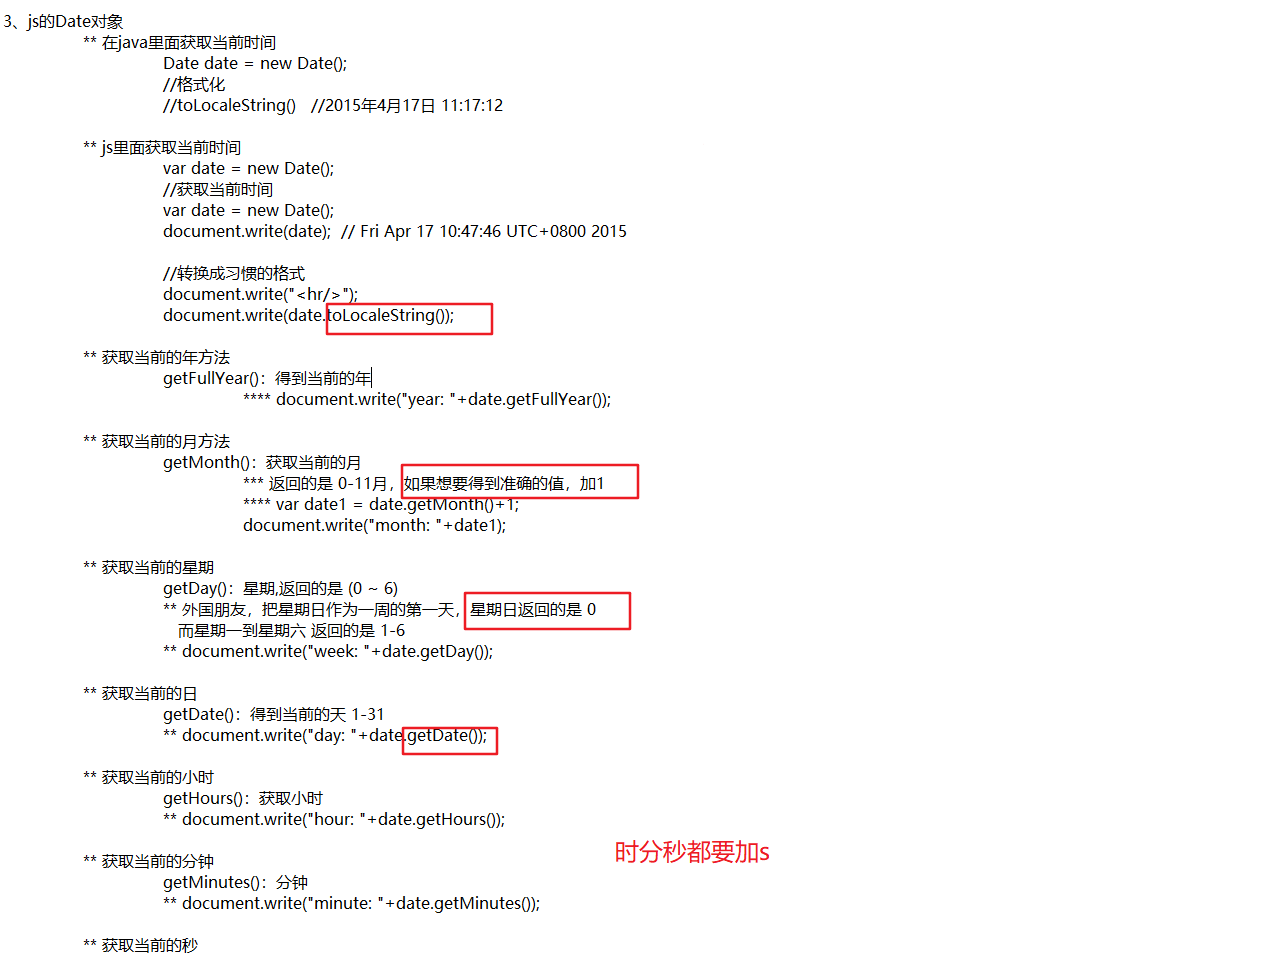 3、js的Date对象
** 在java里面获取当前时间
Date date = new Date();
//格式化
//toLocaleString() //2015年4月17日 11:17:12
** js里面获取当前时间
var date = new Date();
//获取当前时间
var date = new Date();
document.write(date); // Fri Apr 17 10:47:46 UTC+0800 2015
//转换成习惯的格式
document.write("<hr/>");
document.write(date.toLocaleString());
** 获取当前的年方法
getFullYear()：得到当前的年
**** document.write("year: "+date.getFullYear());
** 获取当前的月方法
getMonth()：获取当前的月
*** 返回的是 0-11月，如果想要得到准确的值，加1
**** var date1 = date.getMonth()+1;
document.write("month: "+date1);
** 获取当前的星期
getDay()：星期,返回的是 (0 ~ 6)
** 外国朋友，把星期日作为一周的第一天，星期日返回的是 0
而星期一到星期六 返回的是 1-6
** document.write("week: "+date.getDay());
** 获取当前的日
getDate()：得到当前的天 1-31
** document.write("day: "+date.getDate());
** 获取当前的小时
getHours()：获取小时
** document.write("hour: "+date.getHours());
时分秒都要加s
** 获取当前的分钟
getMinutes()：分钟
** document.write("minute: "+date.getMinutes());
** 获取当前的秒